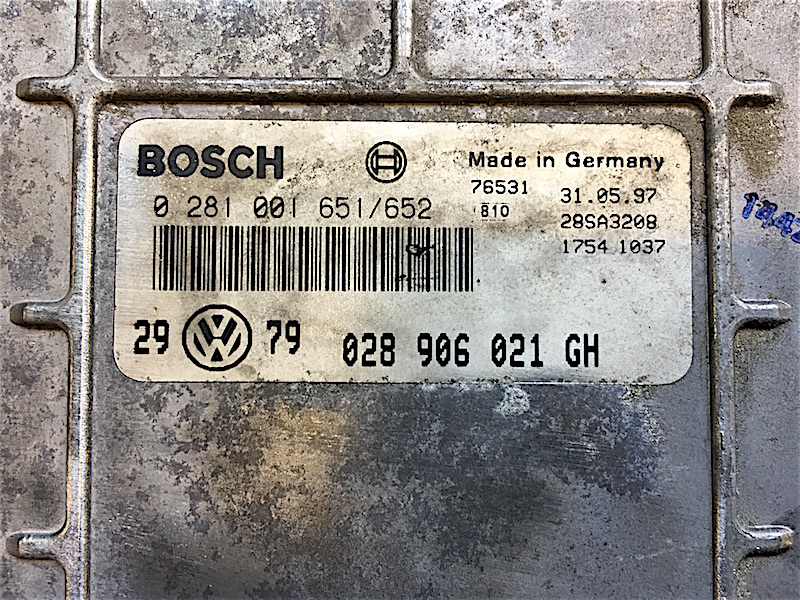 BOSCH
Made in Germany
0 281 001 651/652
76531
810
31.05.97
28SA3208
1754 1037
29 VW 79 028 906 021 GH